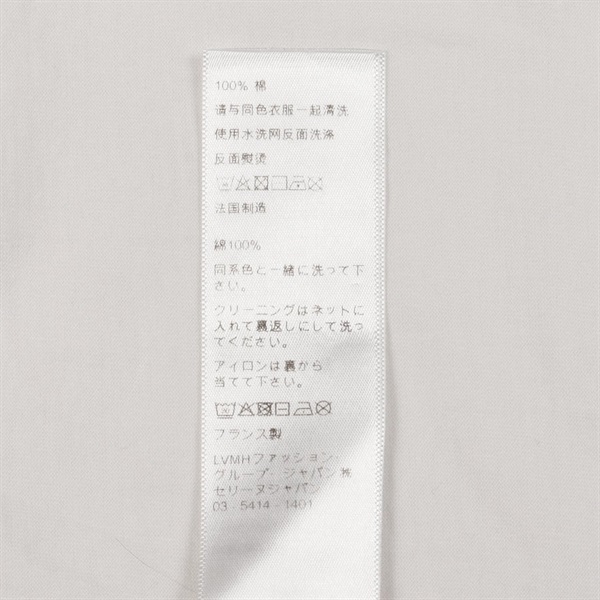 100% 棉
请与同色衣服一起清洗
使用水洗网反面洗涤
反面熨烫
法国制造
綿100%
同系色と一緒に洗って下
さい。
クリーニングはネットに
入れて裏返しにして洗っ
てください。
アイロンは裏から
当てて下さい。
フランス製
LVMHファッション・
グループ・ジャパン㈱
セリーヌジャパン
03 - 5414 - 1401